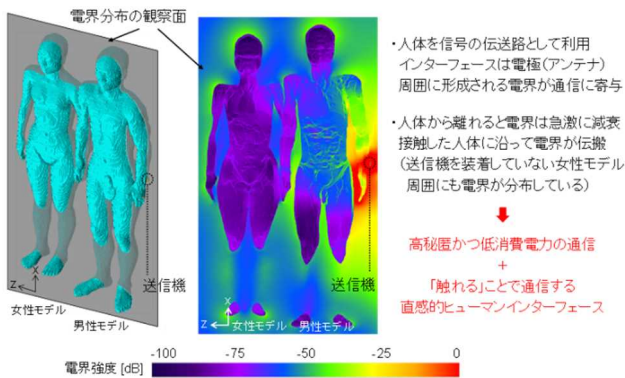 電界分布の観察面
送信機
X
Z
女性モデル
男性モデル
送信機
X
Z
女性モデル
男性モデル
電界強度 [dB]
-100
-75
-50
-25
0
・人体を信号の伝送路として利用
インターフェースは電極(アンテナ)
周囲に形成される電界が通信に寄与
・人体から離れると電界は急激に減衰
接触した人体に沿って電界が伝搬
(送信機を装着していない女性モデル
周囲にも電界が分布している)
高秘匿かつ低消費電力の通信
+
「触れる」ことで通信する
直感的ヒューマンインターフェース